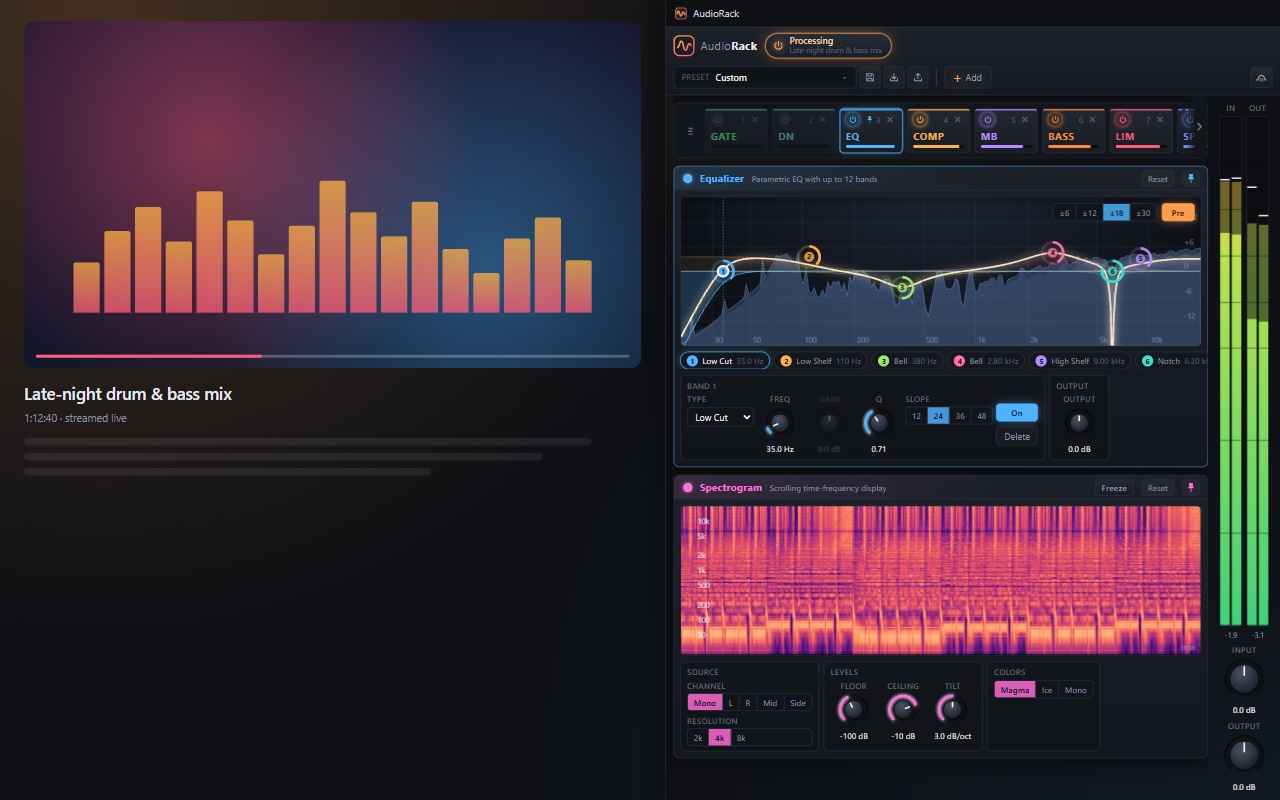 Late-night drum & bass mix
1:12:40 · streamed live
AudioRack
AudioRack
Processing
Late-night drum & bass mix
PRESET Custom
+ Add
IN OUT
IN
1 GATE
2 DN
3 EQ
4 COMP
5 MB
6 BASS
7 LIM
SP
Equalizer Parametric EQ with up to 12 bands Reset
±6 ±12 ±18 ±30 Pre
+6
0
-6
-12
30 50 100 200 500 1k 2k 5k 10k
1 2 3 4 5 6
1 Low Cut 35.0 Hz 2 Low Shelf 110 Hz 3 Bell 380 Hz 4 Bell 2.80 kHz 5 High Shelf 9.00 kHz 6 Notch 6.20
BAND 1 OUTPUT
TYPE FREQ GAIN Q SLOPE OUTPUT
Low Cut 12 24 36 48 On
Delete
35.0 Hz 0.0 dB 0.71 0.0 dB
Spectrogram Scrolling time-frequency display Freeze Reset
10k
5k
2k
1k
500
200
100
50
SOURCE LEVELS COLORS
CHANNEL FLOOR CEILING TILT
Mono L R Mid Side Magma Ice Mono
RESOLUTION
2k 4k 8k
-100 dB -10 dB 3.0 dB/oct
-1.9 -3.1
INPUT
0.0 dB
OUTPUT
0.0 dB